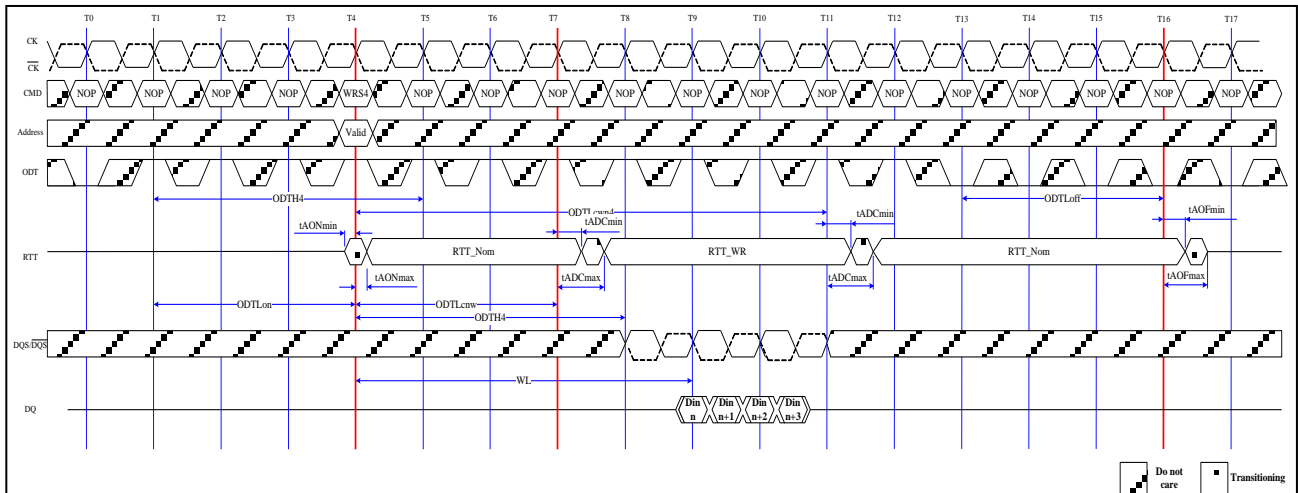 T0 T1 T2 T3 T4 T5 T6 T7 T8 T9 T10 T11 T12 T13 T14 T15 T16 T17
CK
CK
CMD NOP NOP NOP NOP WRS4 NOP NOP NOP NOP NOP NOP NOP NOP NOP NOP NOP NOP NOP
Address Valid
ODT
ODTH4 ODTLoff
tAONmin tADCmin tADCmin tAOFmin
RTT RTT_Nom RTT_WR RTT_Nom
tAONmax tADCmax tADCmax tAOFmax
ODTLon ODTLcnw
ODTH4
DQS/DQS
WL
DQ Din n Din n+1 Din n+2 Din n+3
Do not care Transitioning